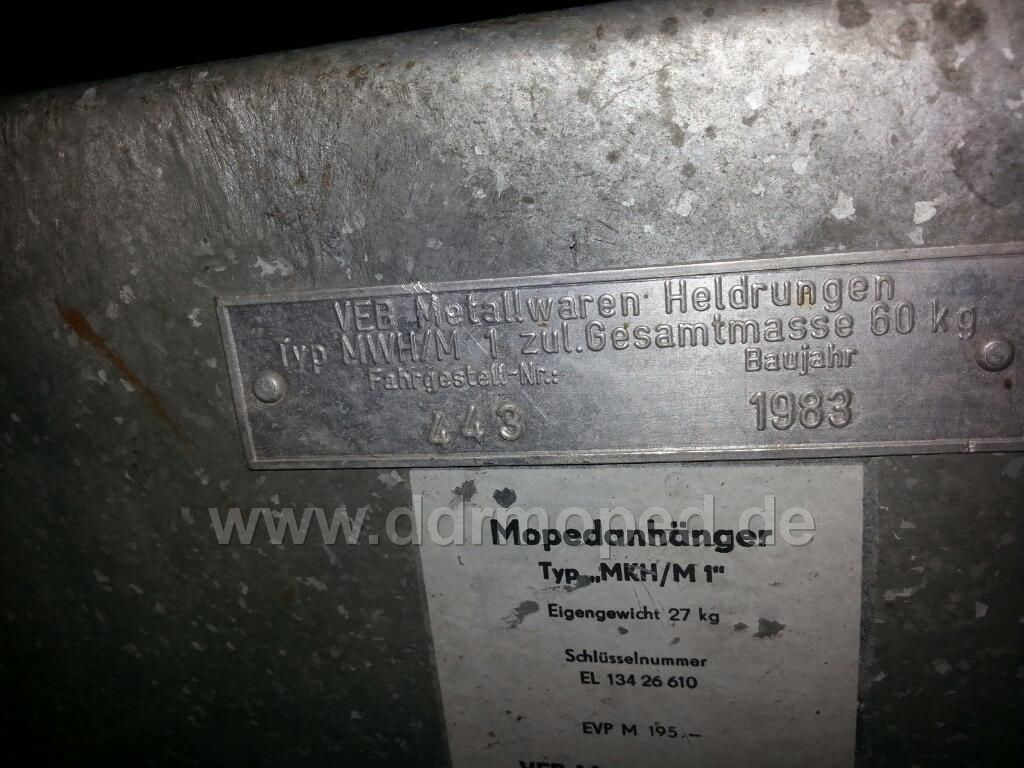 VEB Metallwaren Heldrungen
Typ MWH/M 1 zul. Gesamtmasse 60 kg
Fahrgestell-Nr.: Baujahr
443 1983
www.ddrmoped.de
Mopedanhänger
Typ „MKH/M 1"
Eigengewicht 27 kg
Schlüsselnummer
EL 134 26 610
EVP M 195.—
VEB